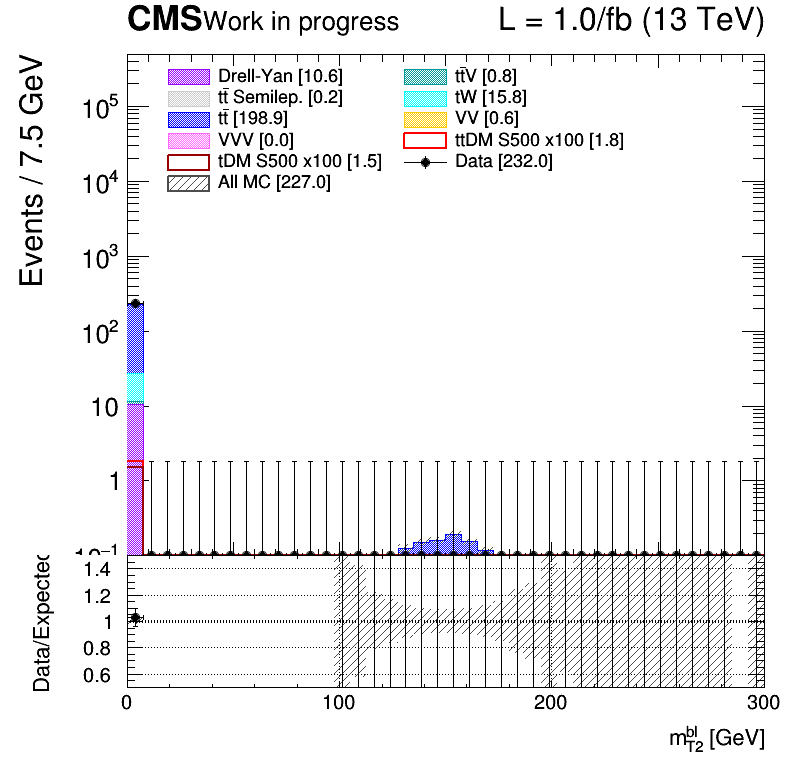 CMS Work in progress L = 1.0/fb (13 TeV)
Events / 7.5 GeV
Drell-Yan [10.6]
tt̄ Semilep. [0.2]
tt̄ [198.9]
VVV [0.0]
tDM S500 x100 [1.5]
All MC [227.0]
tt̄V [0.8]
tW [15.8]
VV [0.6]
ttDM S500 x100 [1.8]
Data [232.0]
10⁵
10⁴
10³
10²
10
1
10⁻¹
Data/Expected
1.4
1.2
1
0.8
0.6
0 100 200 300
m_{T2}^{bl} [GeV]